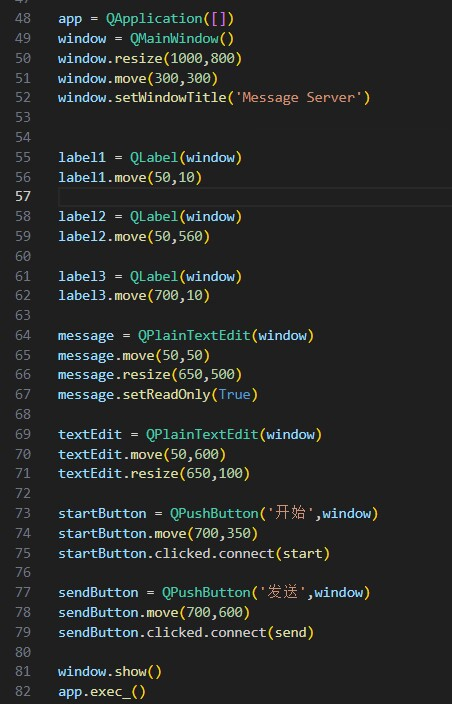 48 app = QApplication([])
49 window = QMainWindow()
50 window.resize(1000,800)
51 window.move(300,300)
52 window.setWindowTitle('Message Server')
53
54
55 label1 = QLabel(window)
56 label1.move(50,10)
57
58 label2 = QLabel(window)
59 label2.move(50,560)
60
61 label3 = QLabel(window)
62 label3.move(700,10)
63
64 message = QPlainTextEdit(window)
65 message.move(50,50)
66 message.resize(650,500)
67 message.setReadOnly(True)
68
69 textEdit = QPlainTextEdit(window)
70 textEdit.move(50,600)
71 textEdit.resize(650,100)
72
73 startButton = QPushButton('开始',window)
74 startButton.move(700,350)
75 startButton.clicked.connect(start)
76
77 sendButton = QPushButton('发送',window)
78 sendButton.move(700,600)
79 sendButton.clicked.connect(send)
80
81 window.show()
82 app.exec_()